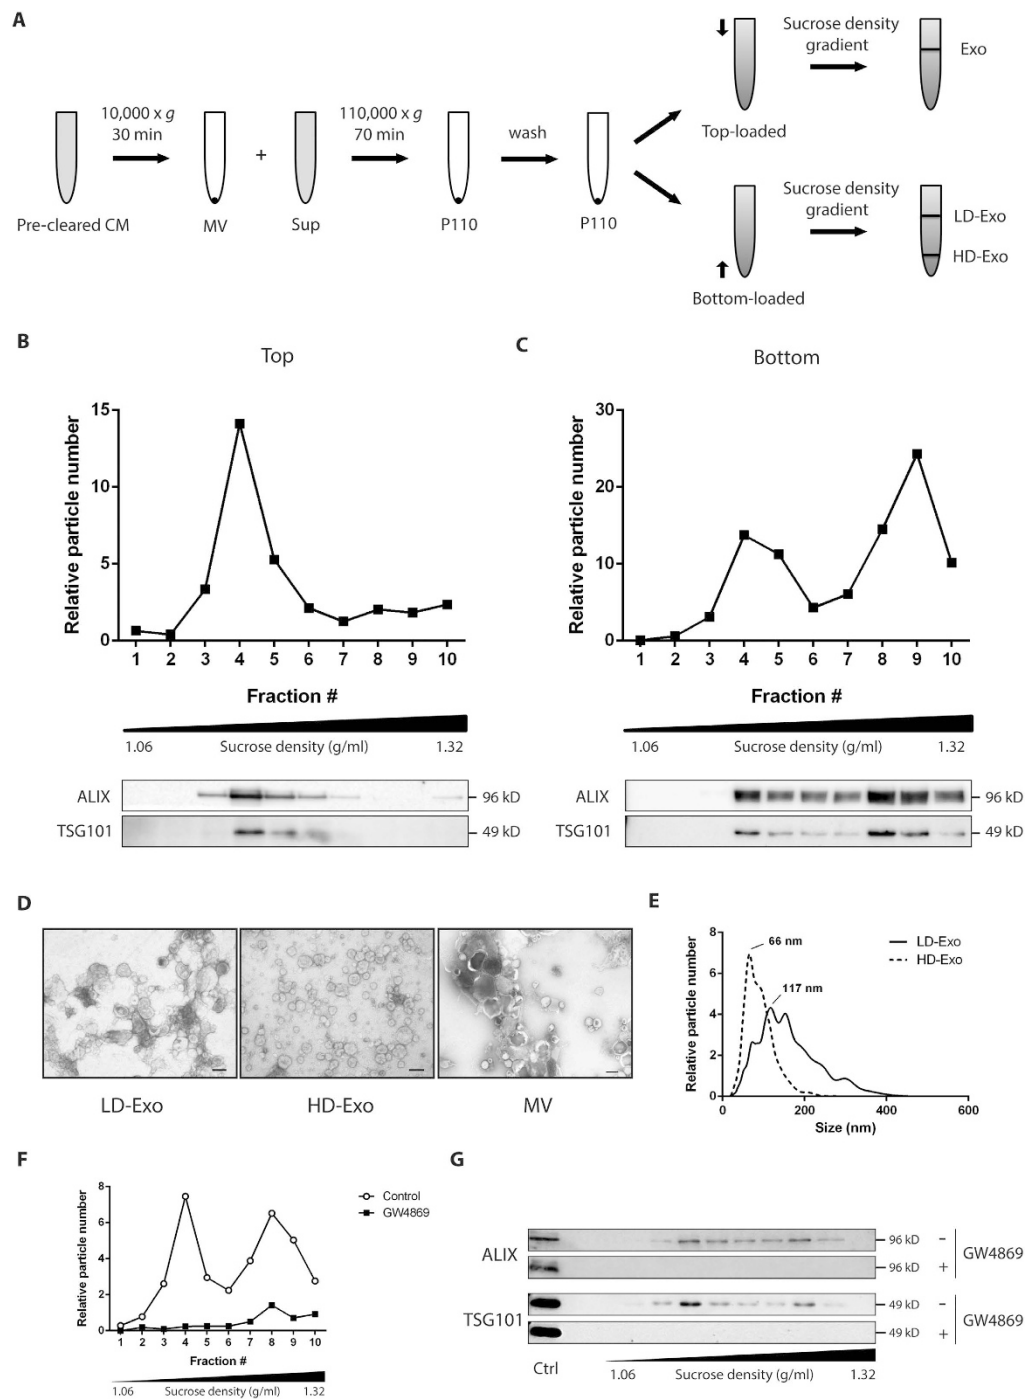 A
10,000 x g
30 min
110,000 x g
70 min
wash
+
Pre-cleared CM
MV
Sup
P110
P110
Sucrose density
gradient
Exo
Top-loaded
Sucrose density
gradient
LD-Exo
HD-Exo
Bottom-loaded
B
Top
Relative particle number
15
10
5
0
1 2 3 4 5 6 7 8 9 10
Fraction #
1.06 Sucrose density (g/ml) 1.32
ALIX 96 kD
TSG101 49 kD
C
Bottom
Relative particle number
30
20
10
0
1 2 3 4 5 6 7 8 9 10
Fraction #
1.06 Sucrose density (g/ml) 1.32
ALIX 96 kD
TSG101 49 kD
D
LD-Exo
HD-Exo
MV
E
Relative particle number
8
6
4
2
0
0 200 400 600
Size (nm)
66 nm
117 nm
LD-Exo
HD-Exo
F
Relative particle number
8
6
4
2
0
1 2 3 4 5 6 7 8 9 10
Fraction #
1.06 Sucrose density (g/ml) 1.32
Control
GW4869
G
ALIX
96 kD −
96 kD +
GW4869
TSG101
49 kD −
49 kD +
GW4869
Ctrl
1.06 Sucrose density (g/ml) 1.32